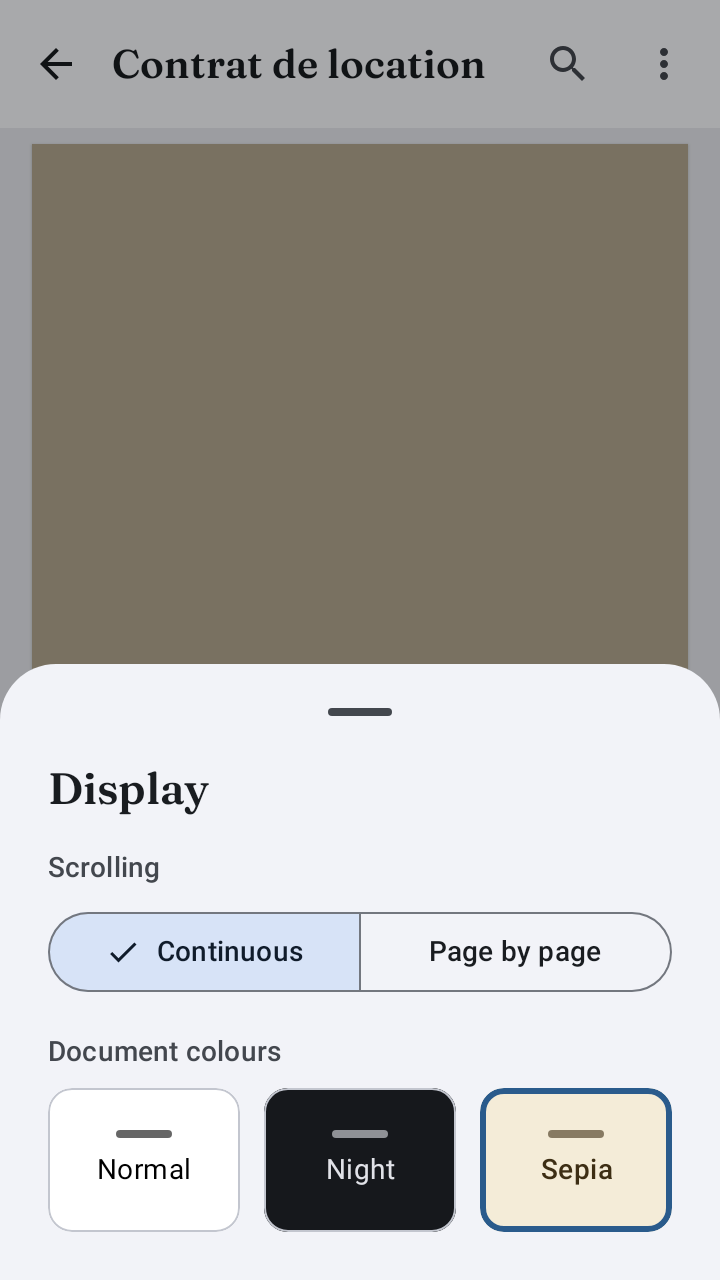 Contrat de location
Display
Scrolling
Continuous
Page by page
Document colours
Normal
Night
Sepia